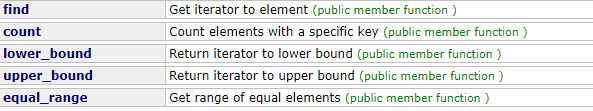 find Get iterator to element (public member function )
count Count elements with a specific key (public member function )
lower_bound Return iterator to lower bound (public member function )
upper_bound Return iterator to upper bound (public member function )
equal_range Get range of equal elements (public member function )